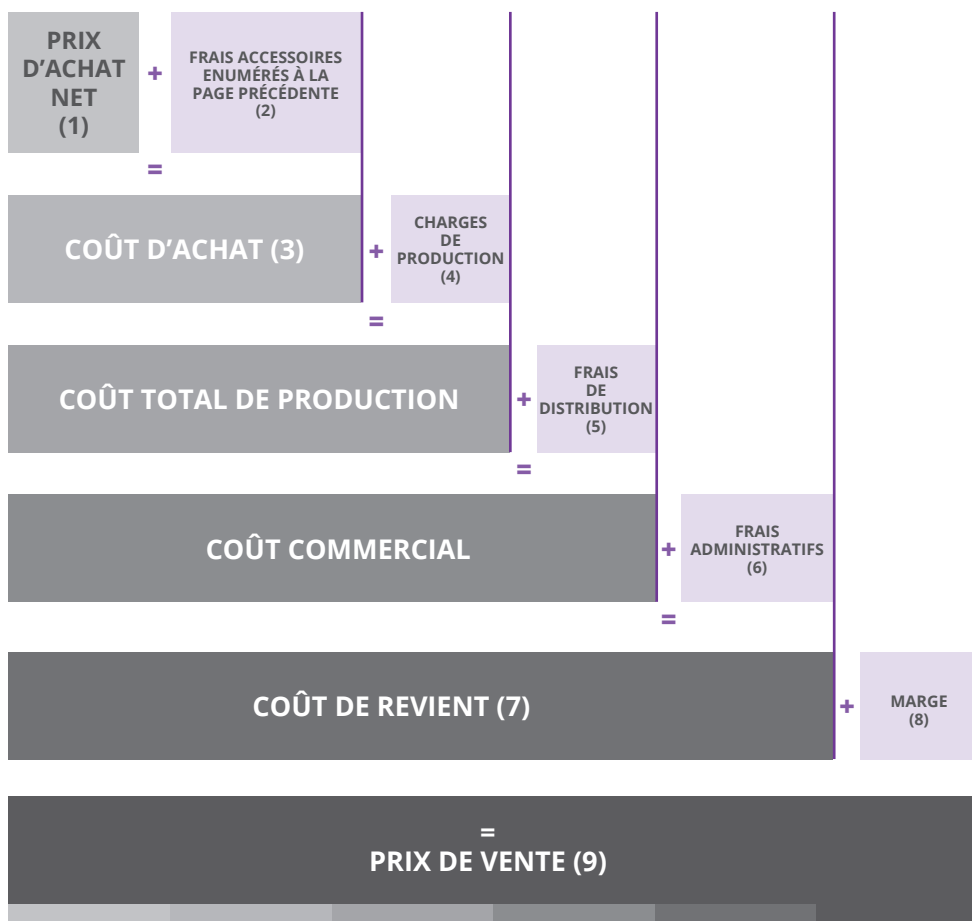 PRIX
D'ACHAT
NET
(1)
+
FRAIS ACCESSOIRES
ENUMÉRÉS À LA
PAGE PRÉCÉDENTE
(2)
=
COÛT D'ACHAT (3)
+
CHARGES
DE
PRODUCTION
(4)
=
COÛT TOTAL DE PRODUCTION
+
FRAIS
DE
DISTRIBUTION
(5)
=
COÛT COMMERCIAL
+
FRAIS
ADMINISTRATIFS
(6)
=
COÛT DE REVIENT (7)
+
MARGE
(8)
=
PRIX DE VENTE (9)